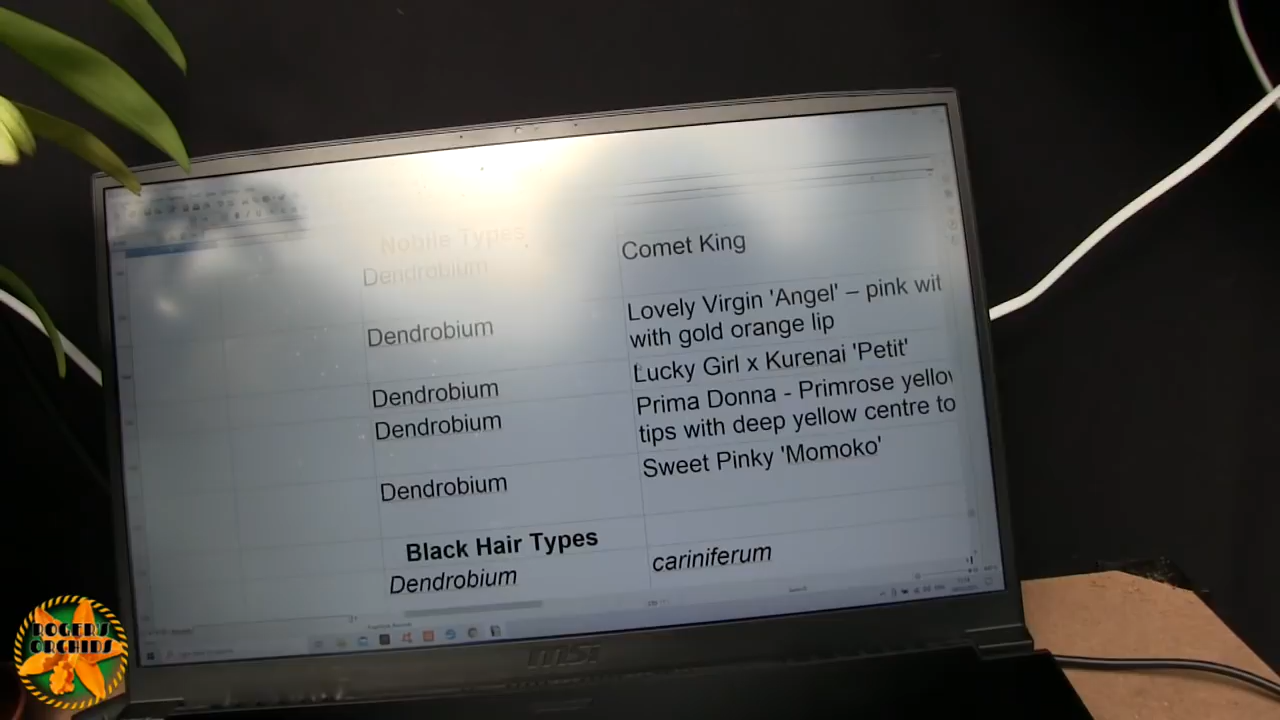 Nobile Types
Dendrobium Comet King
Dendrobium Lovely Virgin 'Angel' – pink wit
with gold orange lip
Dendrobium Lucky Girl x Kurenai 'Petit'
Dendrobium Prima Donna - Primrose yello
tips with deep yellow centre to
Dendrobium Sweet Pinky 'Momoko'
Black Hair Types
Dendrobium cariniferum
msi
ROGER'S
ORCHIDS